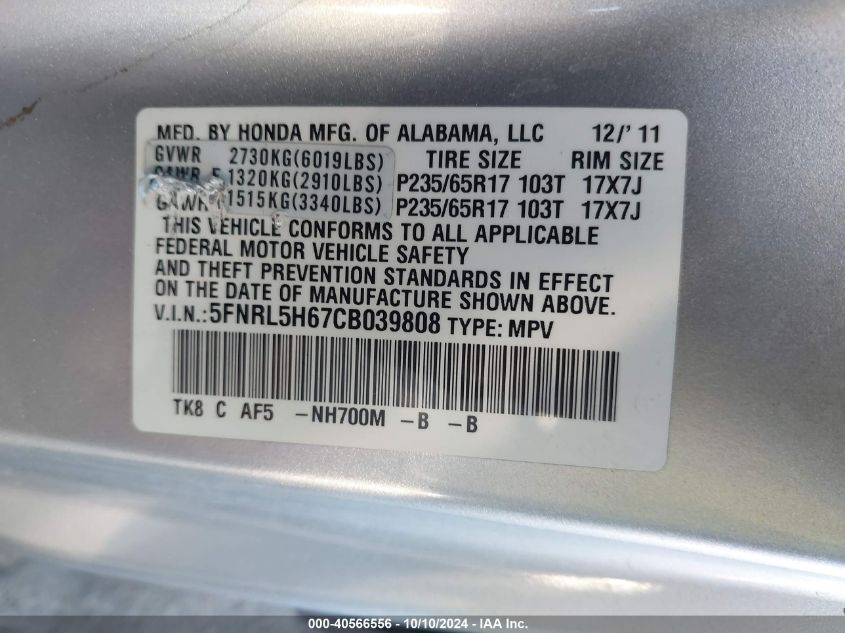 MFD. BY HONDA MFG. OF ALABAMA, LLC 12/'11
GVWR 2730KG(6019LBS) TIRE SIZE RIM SIZE
GAWR F 1320KG(2910LBS) P235/65R17 103T 17X7J
GAWR 1515KG(3340LBS) P235/65R17 103T 17X7J
THIS VEHICLE CONFORMS TO ALL APPLICABLE
FEDERAL MOTOR VEHICLE SAFETY
AND THEFT PREVENTION STANDARDS IN EFFECT
ON THE DATE OF MANUFACTURE SHOWN ABOVE.
V.I.N.:5FNRL5H67CB039808 TYPE: MPV
TK8 C AF5 -NH700M -B -B
000-40566556 - 10/10/2024 - IAA Inc.